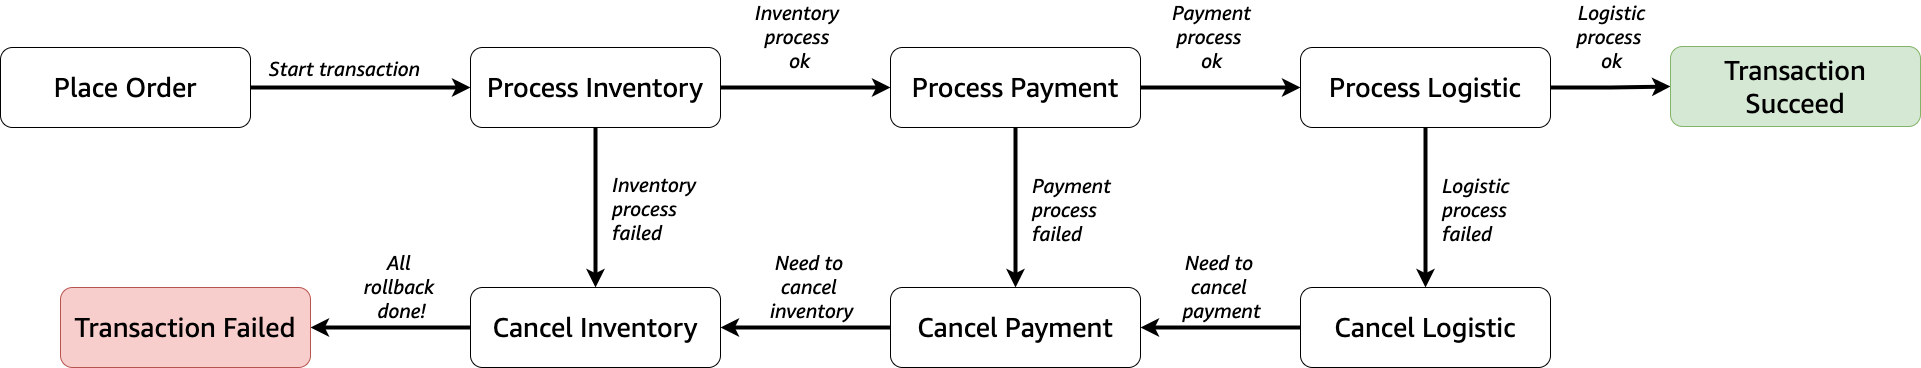 Place Order
Start transaction
Process Inventory
Inventory
process
ok
Process Payment
Payment
process
ok
Process Logistic
Logistic
process
ok
Transaction
Succeed
Inventory
process
failed
Payment
process
failed
Logistic
process
failed
Transaction Failed
All
rollback
done!
Cancel Inventory
Need to
cancel
inventory
Cancel Payment
Need to
cancel
payment
Cancel Logistic